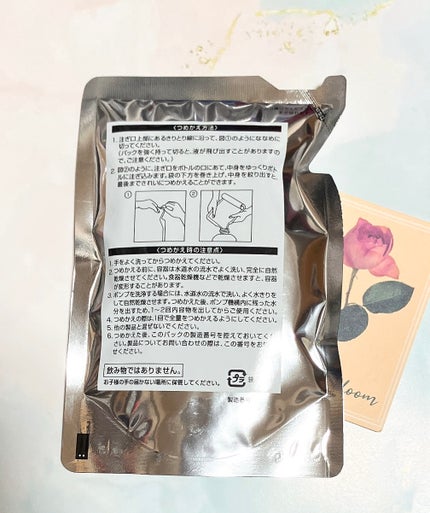 〈つめかえ方法〉
1. 注ぎ口上部にあるきりとり線に沿って、図①のようにななめに
切ってください。
(パックを強く持って切ると、液が飛び出すことがありますの
で、ご注意ください。)
2. 図②のように、注ぎ口をボトルの口にあて、中身をゆっくりボト
ルに注ぎ込みます。袋の下方を巻き上げ、中身を絞り出すと、
最後まできれいにつめかえることができます。
① ②
〈つめかえ時の注意点〉
1. 手をよく洗ってからつめかえてください。
2. つめかえる前に、容器は水道水の流水でよく洗い、完全に自然
乾燥させてください。食器乾燥機などで乾燥させますと、容器
が変形することがあります。
3. ポンプを洗浄する場合には、水道水の流水で洗い、よく水きりを
して自然乾燥させます。つめかえた後、ポンプ機構内に残った水
分を出すため、1〜2回内容物を出してからご使用ください。
4. つめかえの際は、1回で全量をつめかえるようにしてください。
5. 他の製品と混ぜないでください。
6. つめかえた後、このパックの製造番号を控えておいてくだ
さい。製品についてお問い合わせの際は、この番号をお知ら
せください。
飲み物ではありません。
お子様の手の届かない場所に保管してください。
プラ
製造番
loom